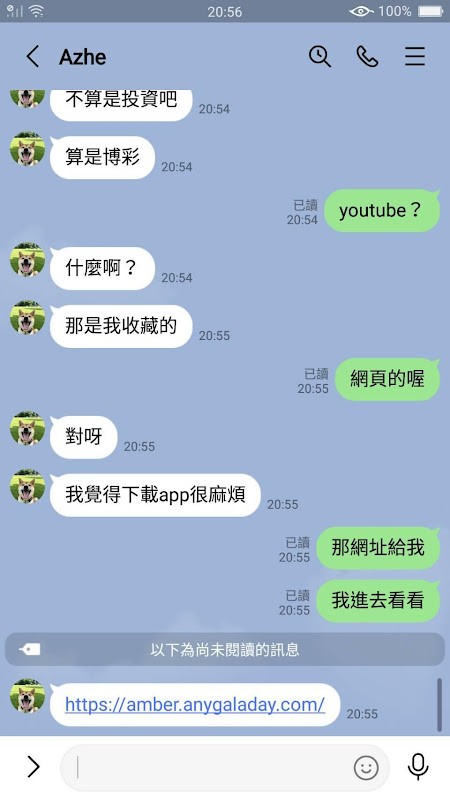 20:56
100%
Azhe
不算是投資吧
20:54
算是博彩
20:54
已讀
20:54
youtube？
什麼啊？
20:54
那是我收藏的
20:55
已讀
20:55
網頁的喔
對呀
20:55
我覺得下載app很麻煩
20:55
已讀
20:55
那網址給我
已讀
20:55
我進去看看
以下為尚未閱讀的訊息
https://amber.anygaladay.com/
20:55